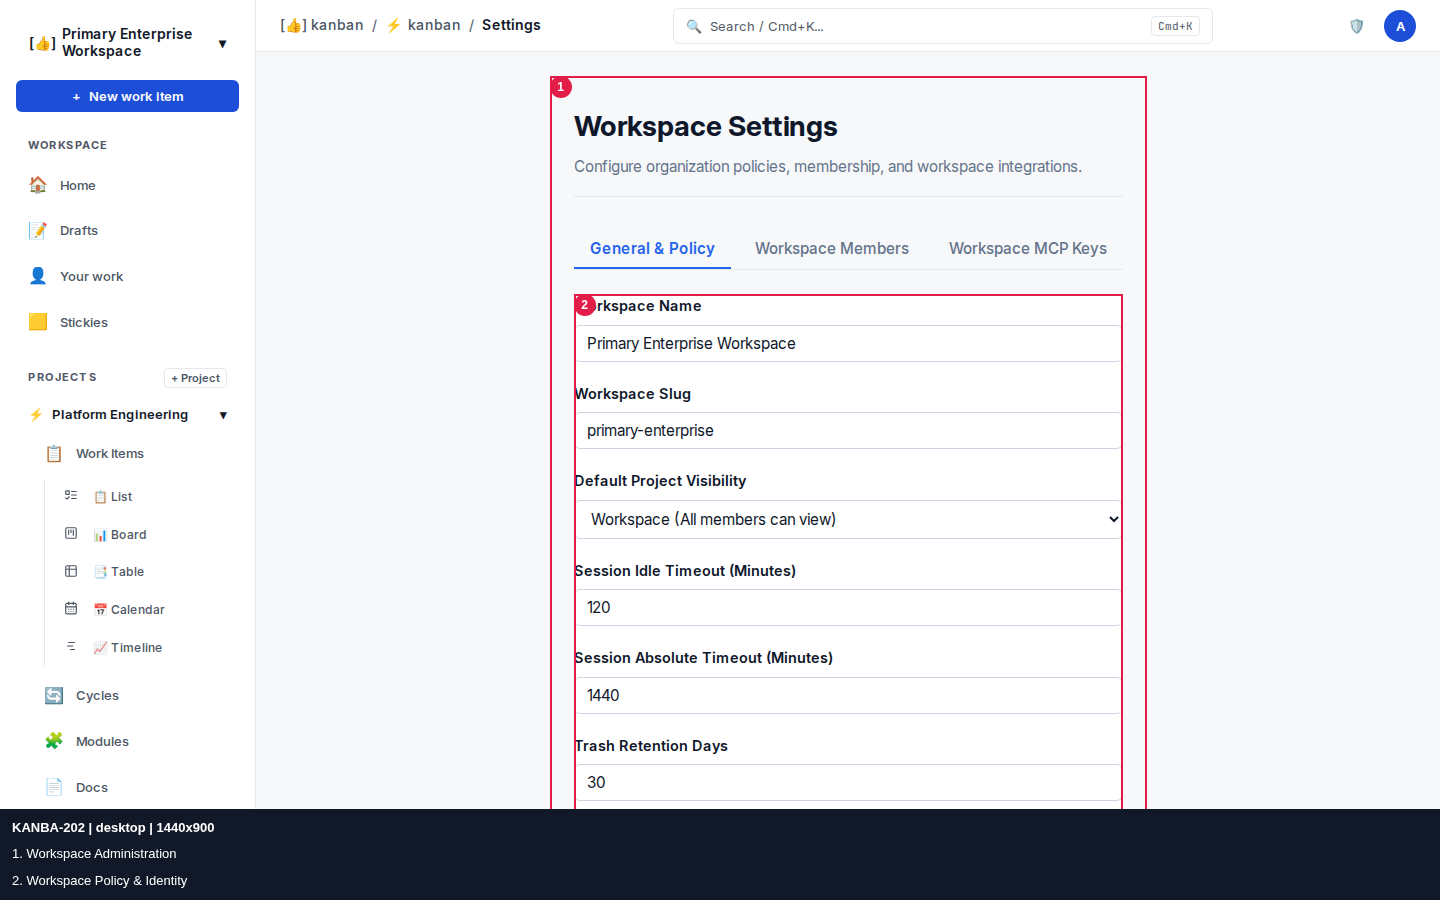 [👍] Primary Enterprise Workspace ▼
+ New work item
WORKSPACE
🏠 Home
📝 Drafts
👤 Your work
🟨 Stickies
PROJECTS + Project
⚡ Platform Engineering ▼
📋 Work Items
📋 List
📊 Board
📑 Table
📅 Calendar
📈 Timeline
🔄 Cycles
🧩 Modules
📄 Docs
[👍] kanban / ⚡ kanban / Settings
🔍 Search / Cmd+K... Cmd+K
A
1
Workspace Settings
Configure organization policies, membership, and workspace integrations.
General & Policy Workspace Members Workspace MCP Keys
2 rkspace Name
Primary Enterprise Workspace
Workspace Slug
primary-enterprise
Default Project Visibility
Workspace (All members can view)
Session Idle Timeout (Minutes)
120
Session Absolute Timeout (Minutes)
1440
Trash Retention Days
30
KANBA-202 | desktop | 1440x900
1. Workspace Administration
2. Workspace Policy & Identity